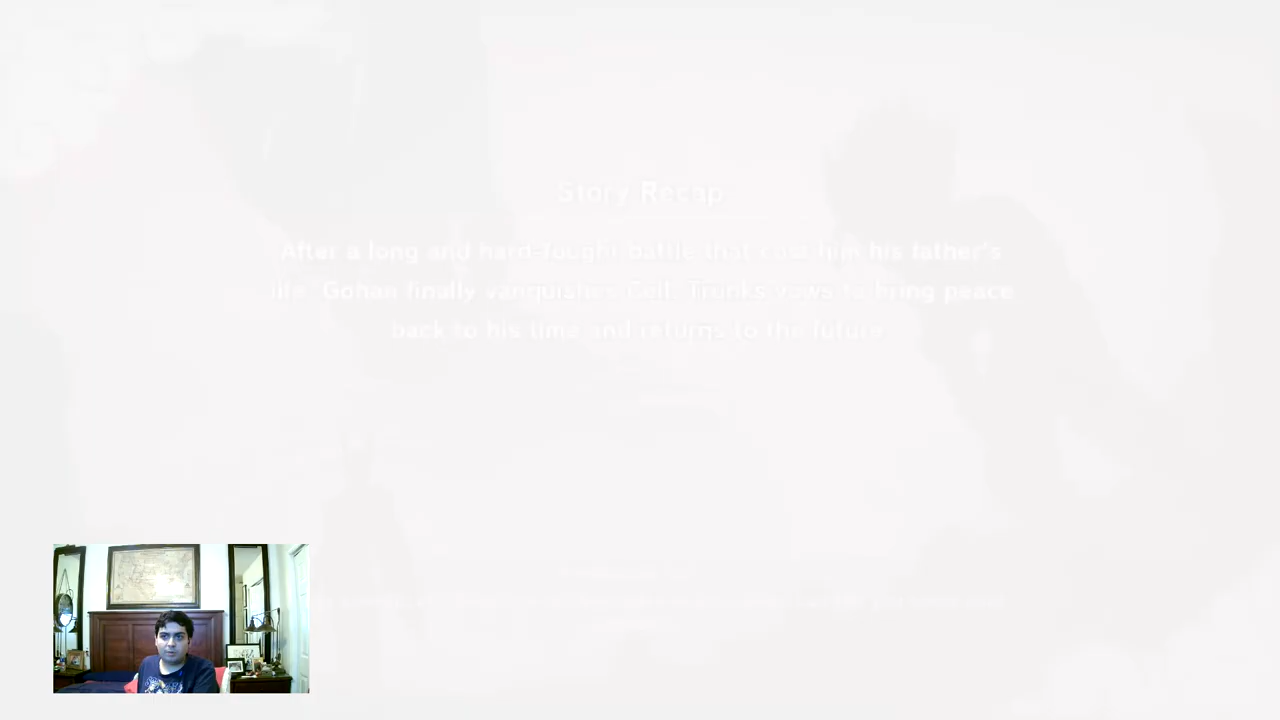 Story Recap
After a long and hard-fought battle that cost him his father's
life, Gohan finally vanquishes Cell. Trunks vows to bring peace
back to his time and returns to the future.